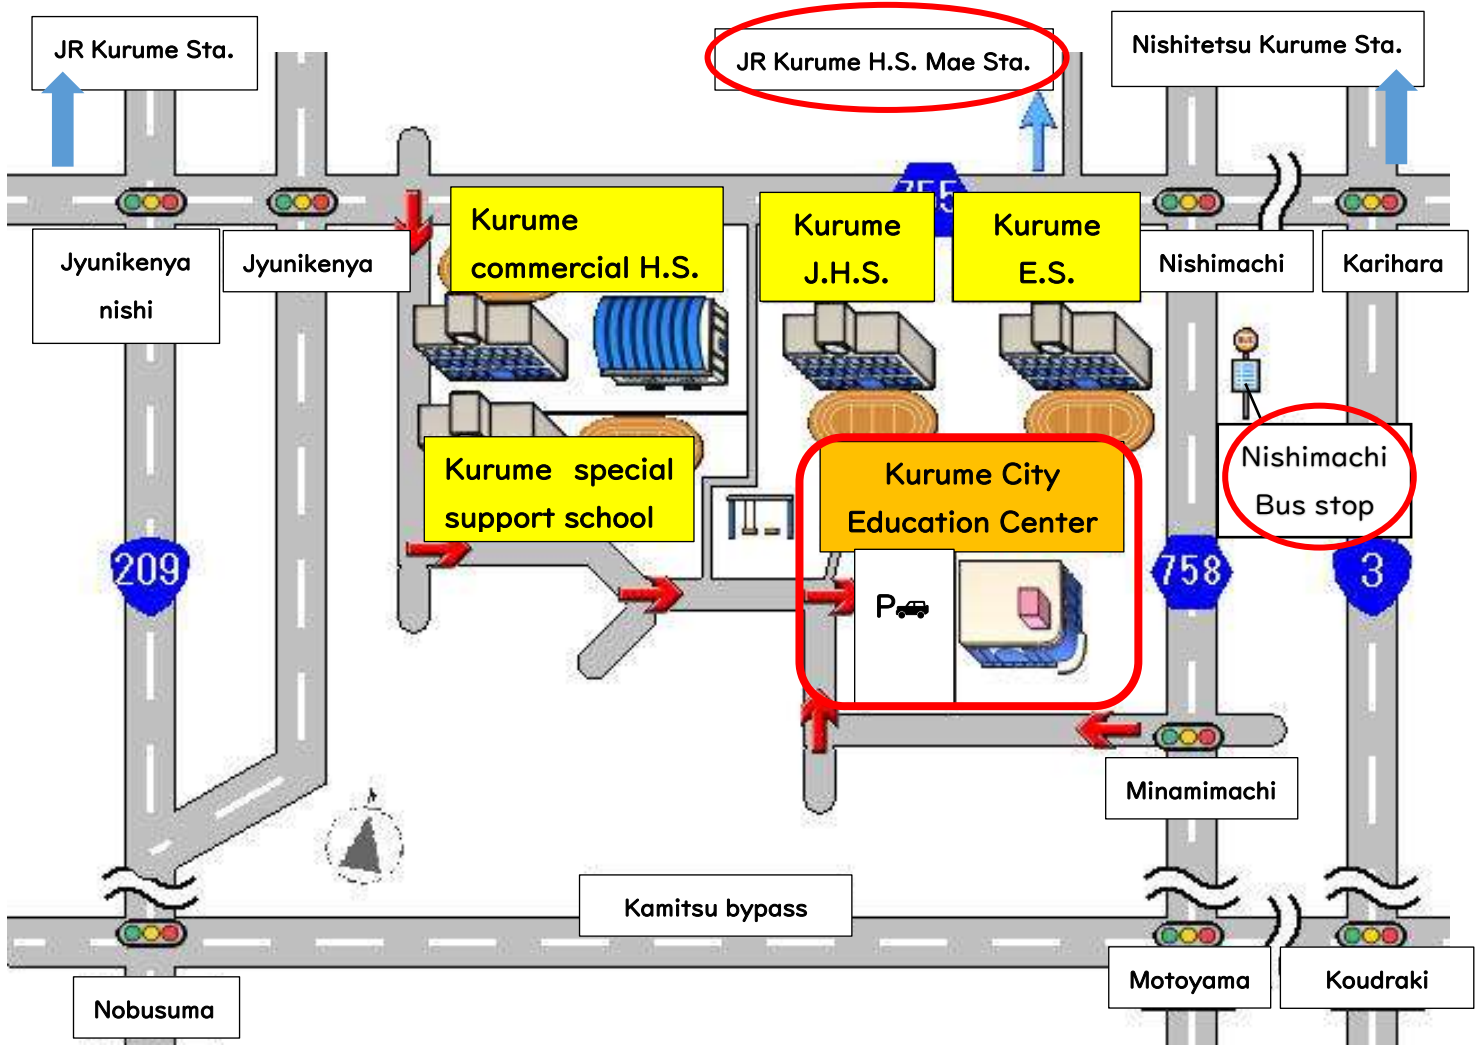 JR Kurume Sta.
JR Kurume H.S. Mae Sta.
Nishitetsu Kurume Sta.
755
Kurume
commercial H.S.
Kurume
J.H.S.
Kurume
E.S.
Jyunikenya
nishi
Jyunikenya
Nishimachi
Karihara
BUS
Nishimachi
Bus stop
Kurume special
support school
Kurume City
Education Center
209
758
3
P
Minamimachi
Kamitsu bypass
Nobusuma
Motoyama
Koudraki